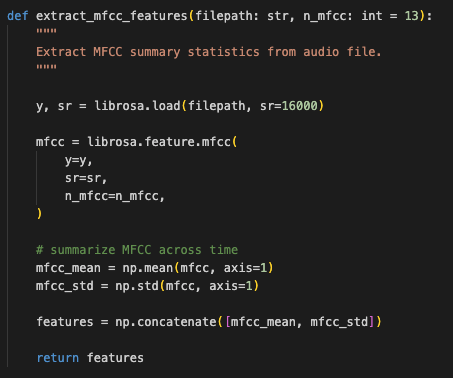 def extract_mfcc_features(filepath: str, n_mfcc: int = 13):
    """
    Extract MFCC summary statistics from audio file.
    """

    y, sr = librosa.load(filepath, sr=16000)

    mfcc = librosa.feature.mfcc(
        y=y,
        sr=sr,
        n_mfcc=n_mfcc,
    )

    # summarize MFCC across time
    mfcc_mean = np.mean(mfcc, axis=1)
    mfcc_std = np.std(mfcc, axis=1)

    features = np.concatenate([mfcc_mean, mfcc_std])

    return features